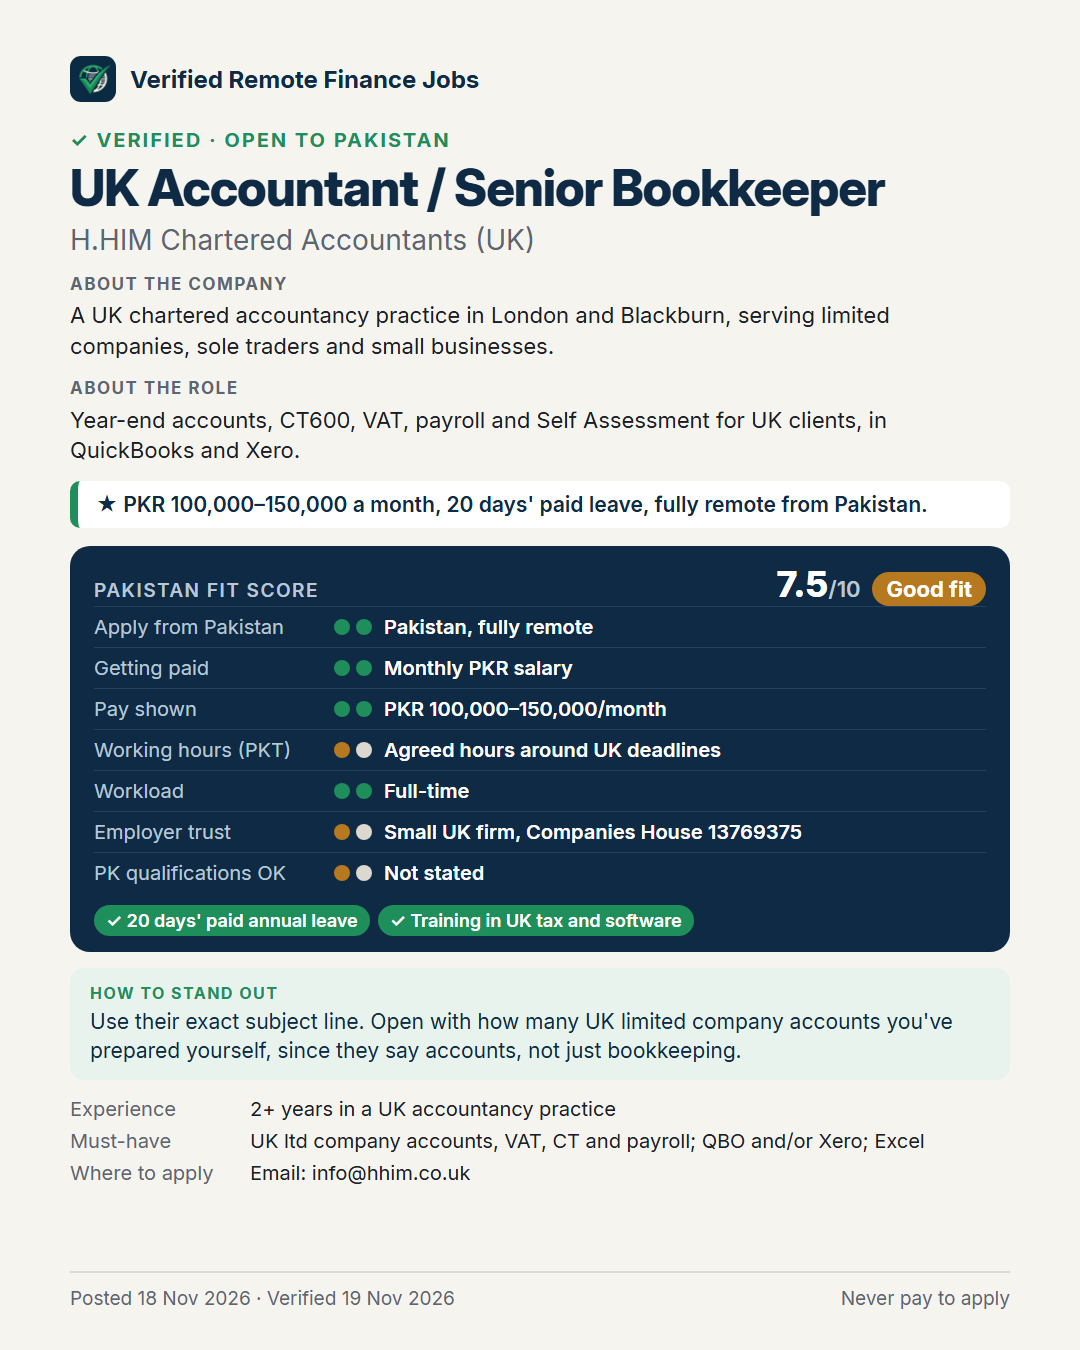 Verified Remote Finance Jobs
✓ VERIFIED · OPEN TO PAKISTAN
UK Accountant / Senior Bookkeeper
H.HIM Chartered Accountants (UK)
ABOUT THE COMPANY
A UK chartered accountancy practice in London and Blackburn, serving limited
companies, sole traders and small businesses.
ABOUT THE ROLE
Year-end accounts, CT600, VAT, payroll and Self Assessment for UK clients, in
QuickBooks and Xero.
★ PKR 100,000–150,000 a month, 20 days' paid leave, fully remote from Pakistan.
PAKISTAN FIT SCORE 7.5/10 Good fit
Apply from Pakistan Pakistan, fully remote
Getting paid Monthly PKR salary
Pay shown PKR 100,000–150,000/month
Working hours (PKT) Agreed hours around UK deadlines
Workload Full-time
Employer trust Small UK firm, Companies House 13769375
PK qualifications OK Not stated
✓ 20 days' paid annual leave ✓ Training in UK tax and software
HOW TO STAND OUT
Use their exact subject line. Open with how many UK limited company accounts you've
prepared yourself, since they say accounts, not just bookkeeping.
Experience 2+ years in a UK accountancy practice
Must-have UK ltd company accounts, VAT, CT and payroll; QBO and/or Xero; Excel
Where to apply Email: info@hhim.co.uk
Posted 18 Nov 2026 · Verified 19 Nov 2026 Never pay to apply